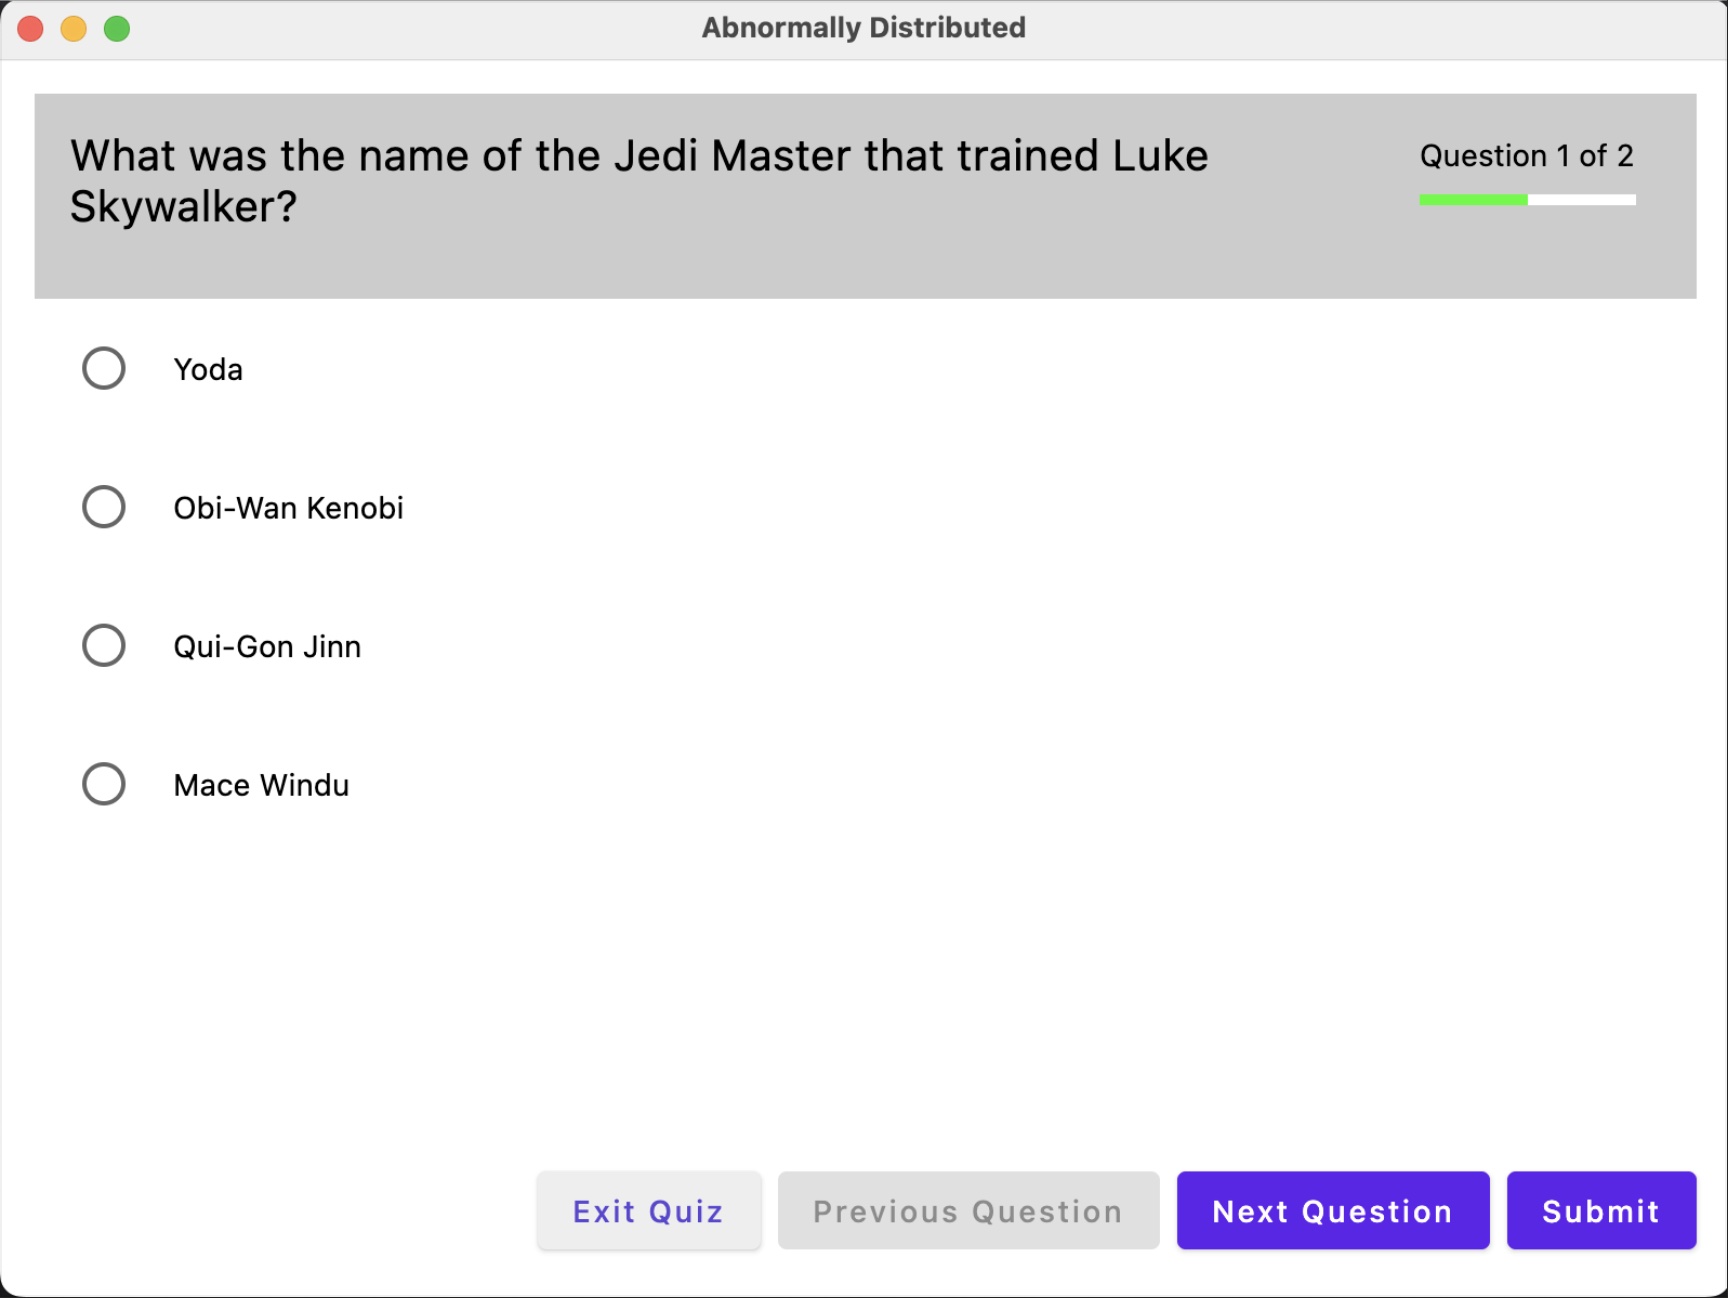 Abnormally Distributed
What was the name of the Jedi Master that trained Luke
Skywalker?
Question 1 of 2
Yoda
Obi-Wan Kenobi
Qui-Gon Jinn
Mace Windu
Exit Quiz
Previous Question
Next Question
Submit